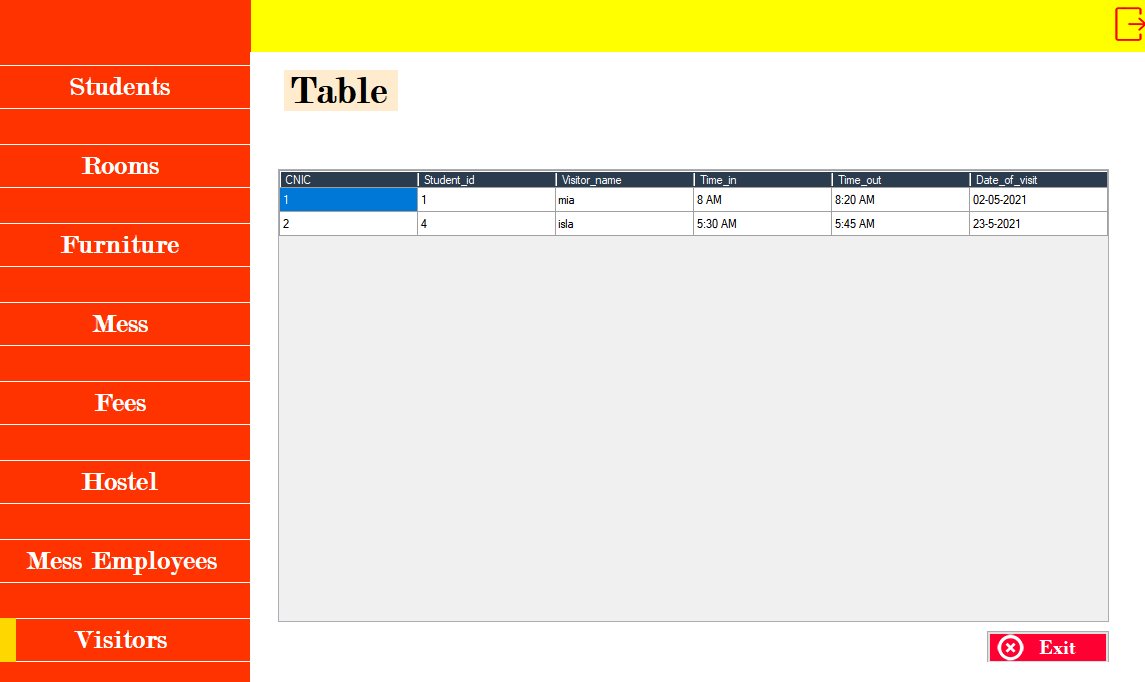 Students
Rooms
Furniture
Mess
Fees
Hostel
Mess Employees
Visitors
Table
CNIC Student_id Visitor_name Time_in Time_out Date_of_visit
1 1 mia 8 AM 8:20 AM 02-05-2021
2 4 isla 5:30 AM 5:45 AM 23-5-2021
Exit